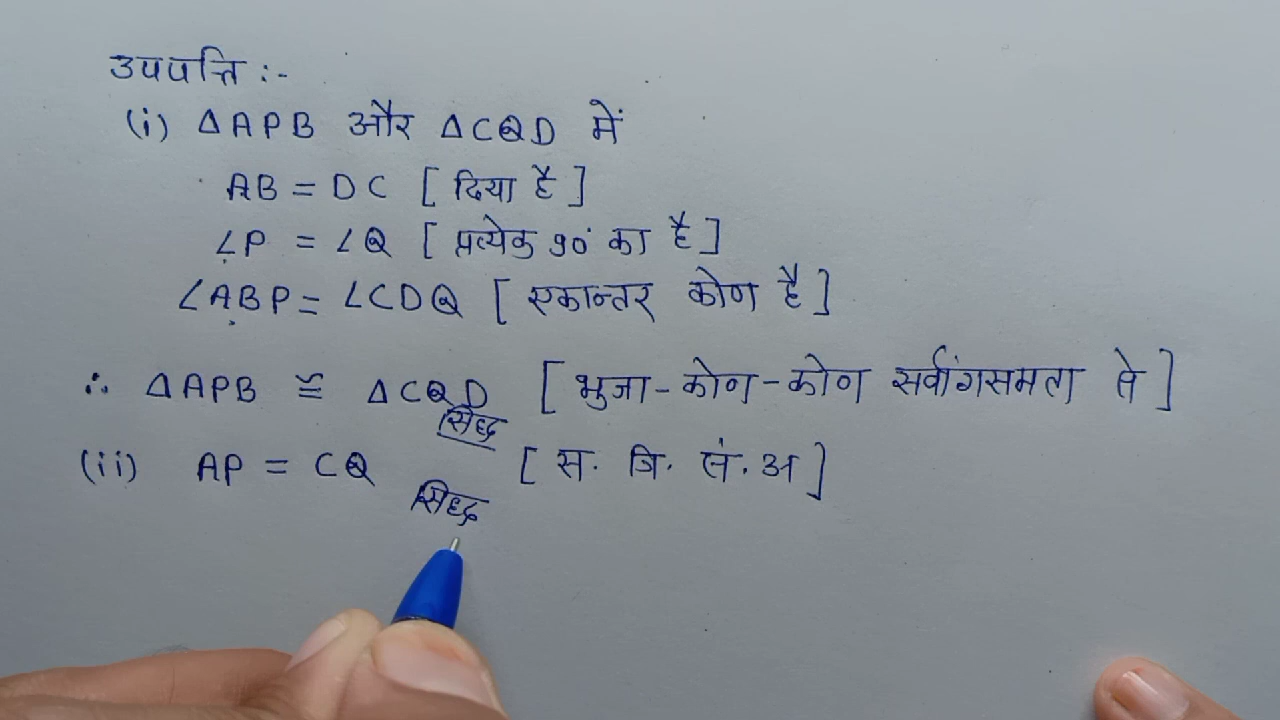 उपपत्ति :-
(i) ΔAPB और ΔCQD में
AB = DC [ दिया है ]
∠P = ∠Q [ प्रत्येक 90° का है ]
∠ABP = ∠CDQ [ एकान्तर कोण है ]
∴ ΔAPB ≅ ΔCQD [ भुजा-कोण-कोण सर्वांगसमता से ]
सिद्ध
(ii) AP = CQ [ स. त्रि. सं. अ ]
सिद्ध